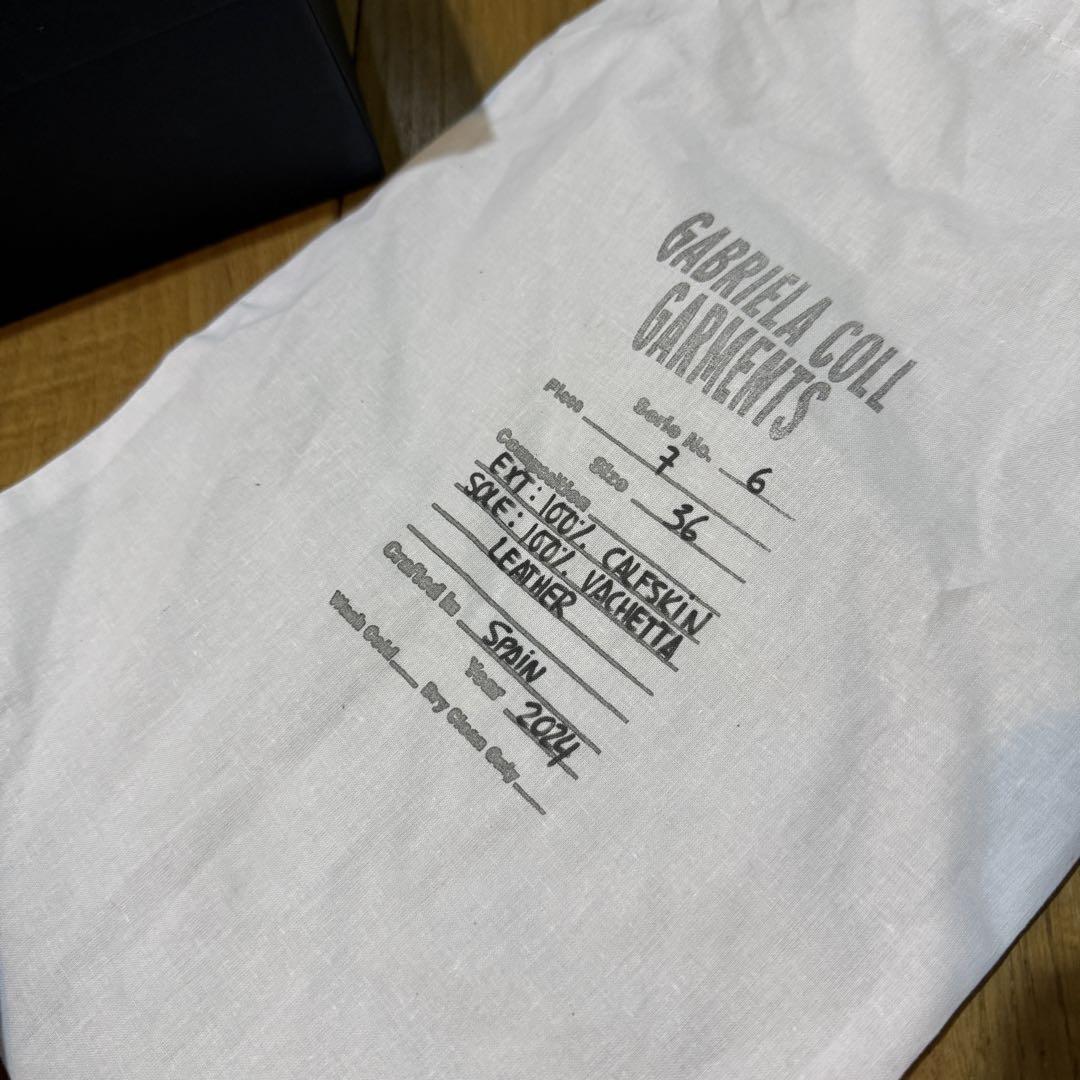 GABRIELA COLL
GARMENTS
Serie No. 6
Piece 7
Size 36
Composition
EXT: 100% CALFSKIN
SOLE: 100% VACHETTA
LEATHER
Crafted in SPAiN
Year 2024
Wash Cold Dry Clean Only